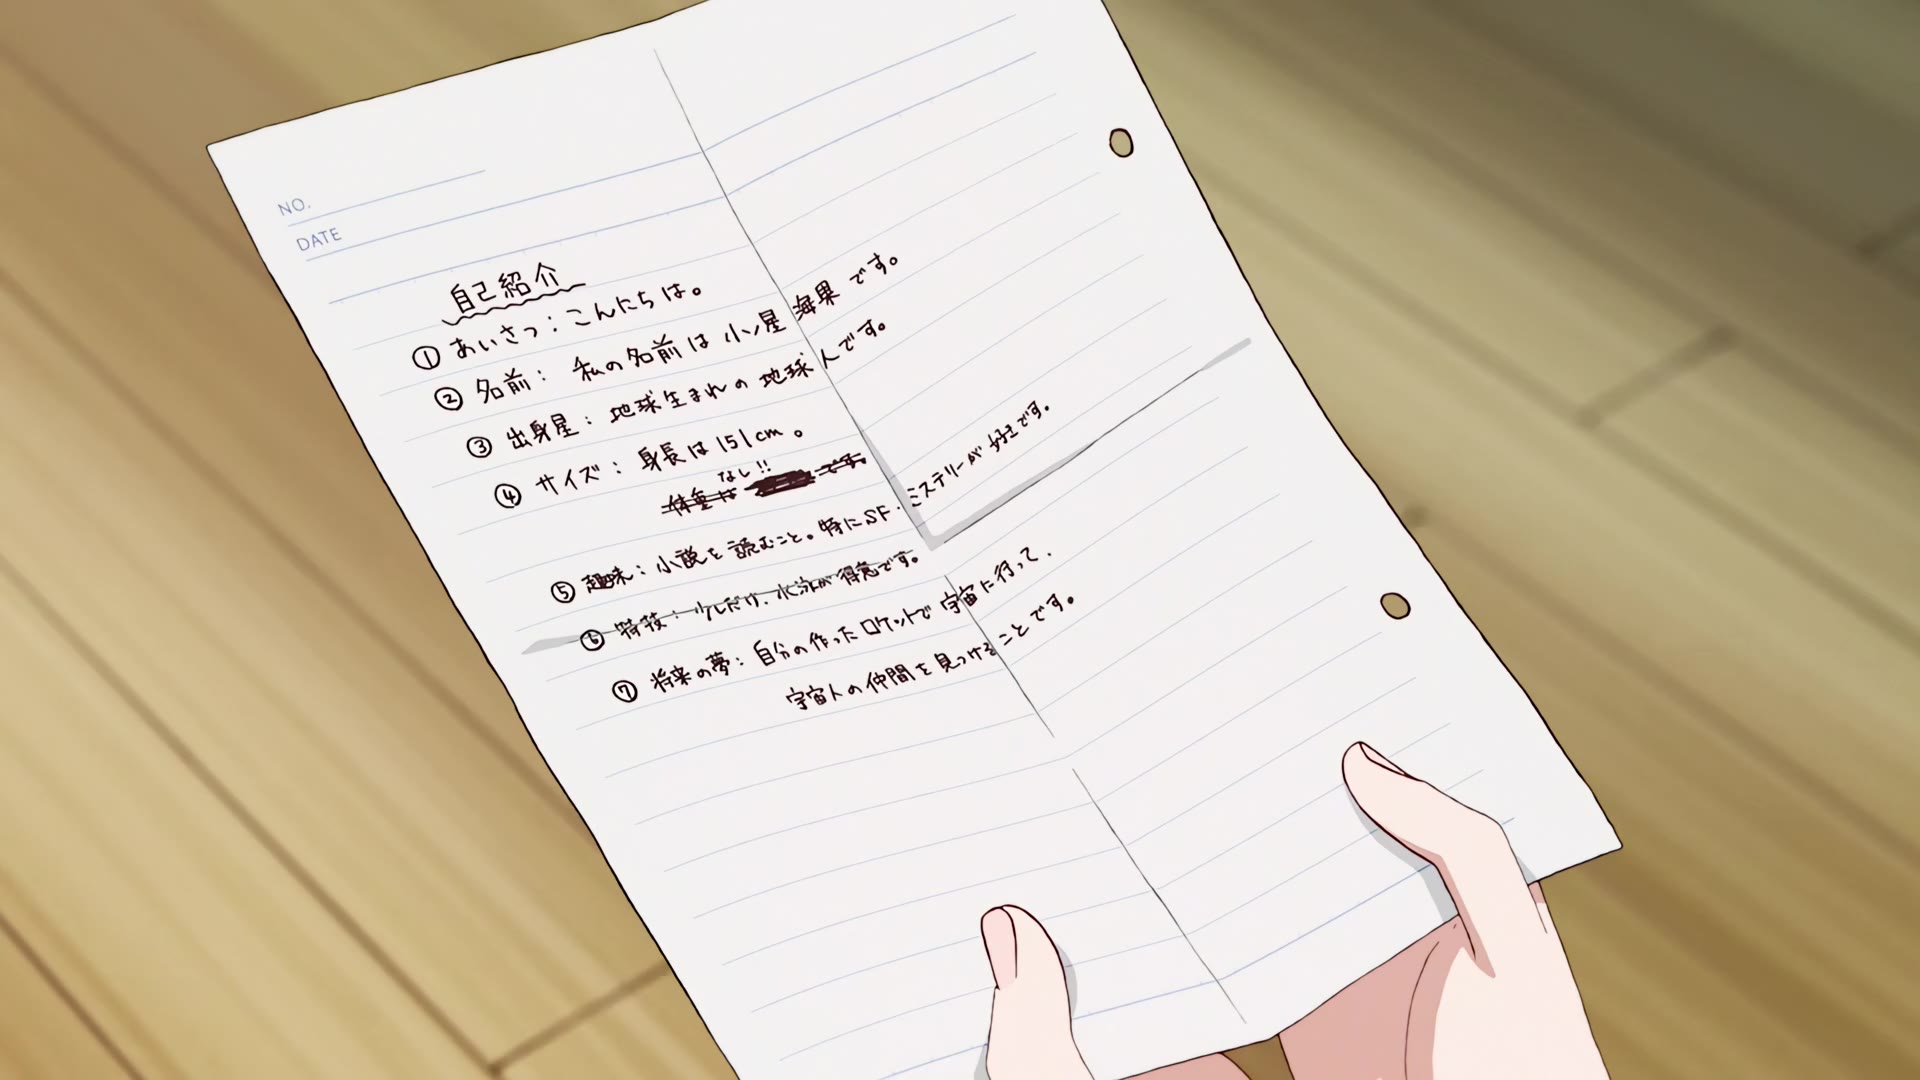 NO.
DATE
自己紹介
① あいさつ：こんにちは。
② 名前：私の名前は小ノ星海果です。
③ 出身星：地球生まれの地球人です。
④ サイズ：身長は151cm。
なし!!
体重は です。
⑤ 趣味：小説を読むこと。特にSF・ミステリーが好きです。
⑥ 特技：少しだけ、水泳が得意です。
⑦ 将来の夢：自分の作ったロケットで宇宙に行って、
宇宙人の仲間を見つけることです。